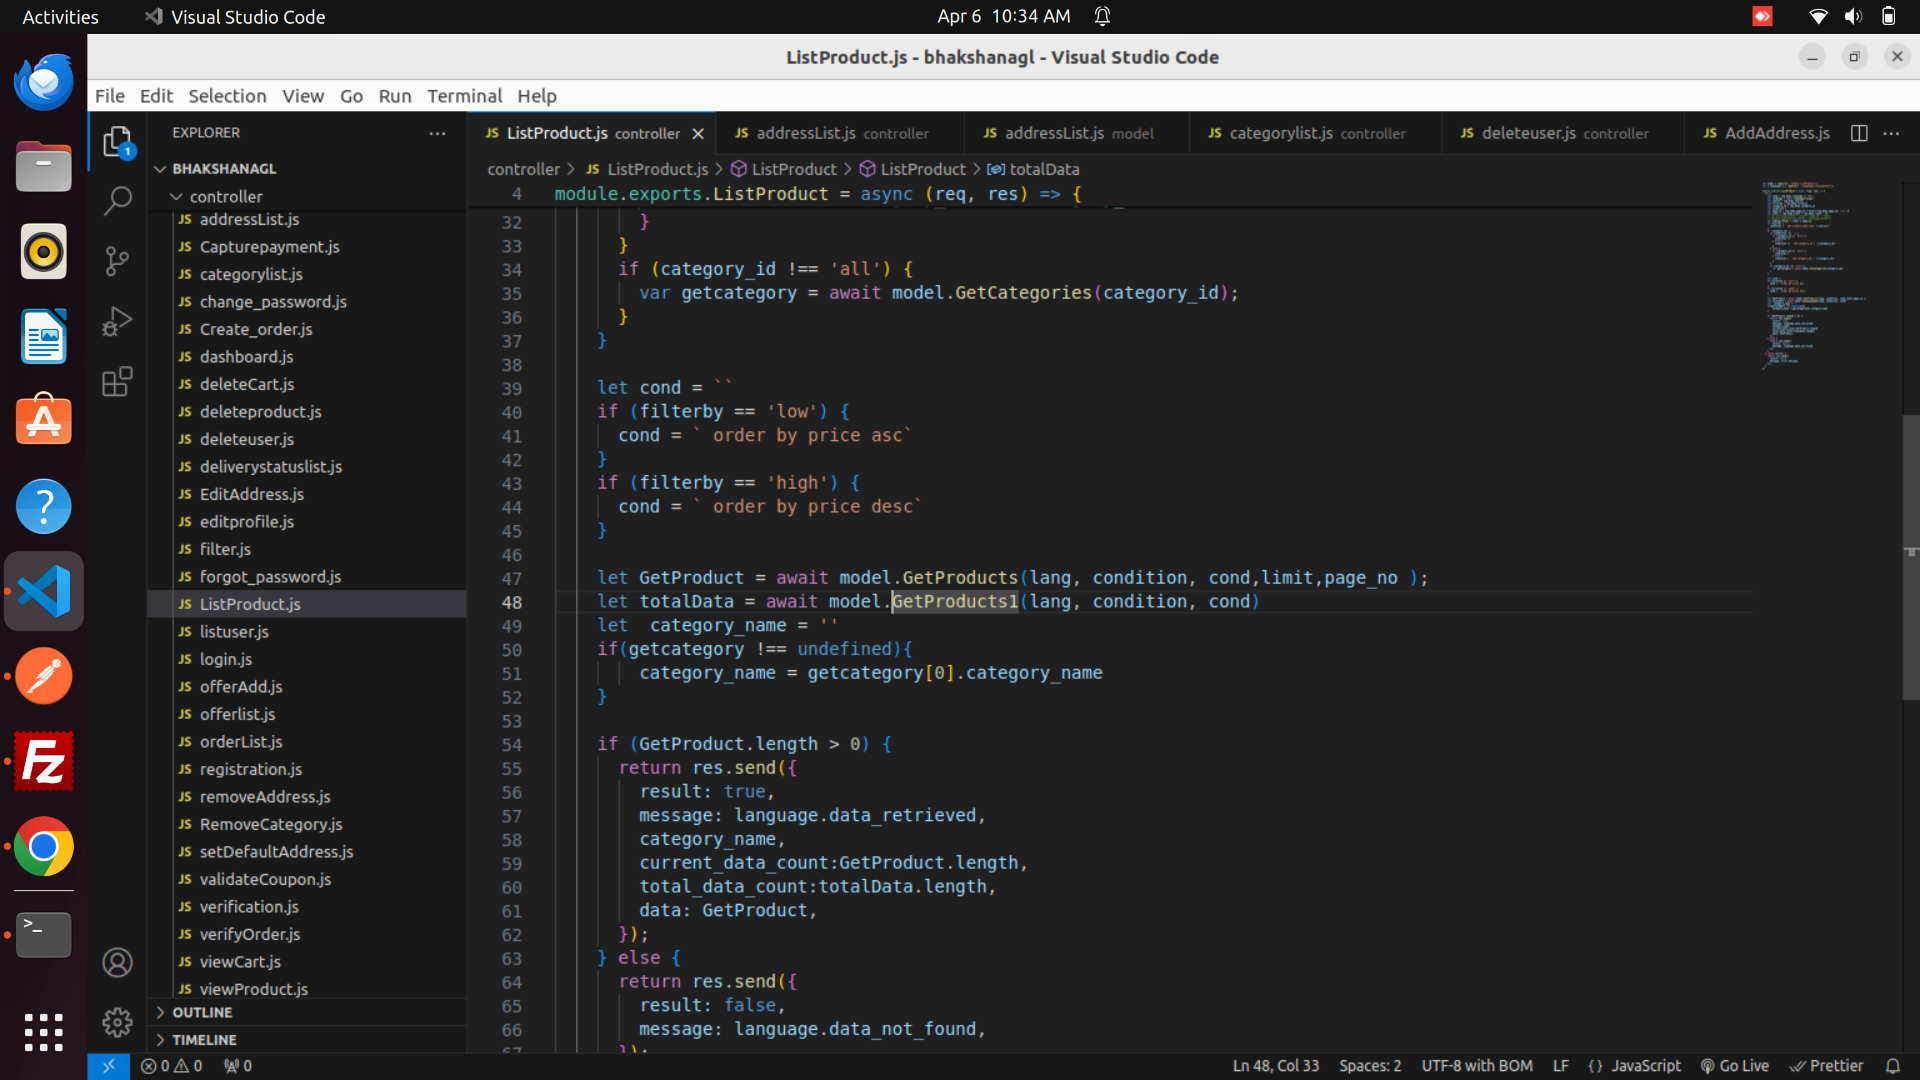 Activities
Visual Studio Code
Apr 6 10:34 AM
ListProduct.js - bhakshanagl - Visual Studio Code
File Edit Selection View Go Run Terminal Help
EXPLORER
BHAKSHANAGL
controller
JS addressList.js
JS Capturepayment.js
JS categorylist.js
JS change_password.js
JS Create_order.js
JS dashboard.js
JS deleteCart.js
JS deleteproduct.js
JS deleteuser.js
JS deliverystatuslist.js
JS EditAddress.js
JS editprofile.js
JS filter.js
JS forgot_password.js
JS ListProduct.js
JS listuser.js
JS login.js
JS offerAdd.js
JS offerlist.js
JS orderList.js
JS registration.js
JS removeAddress.js
JS RemoveCategory.js
JS setDefaultAddress.js
JS validateCoupon.js
JS verification.js
JS verifyOrder.js
JS viewCart.js
JS viewProduct.js
OUTLINE
TIMELINE
JS ListProduct.js controller
JS addressList.js controller
JS addressList.js model
JS categorylist.js controller
JS deleteuser.js controller
JS AddAddress.js
controller > JS ListProduct.js > ListProduct > ListProduct > totalData
4 module.exports.ListProduct = async (req, res) => {
32 }
33 }
34 if (category_id !== 'all') {
35 var getcategory = await model.GetCategories(category_id);
36 }
37 }
38
39 let cond = ``
40 if (filterby == 'low') {
41 cond = ` order by price asc`
42 }
43 if (filterby == 'high') {
44 cond = ` order by price desc`
45 }
46
47 let GetProduct = await model.GetProducts(lang, condition, cond,limit,page_no );
48 let totalData = await model.GetProducts1(lang, condition, cond)
49 let category_name = ''
50 if(getcategory !== undefined){
51 category_name = getcategory[0].category_name
52 }
53
54 if (GetProduct.length > 0) {
55 return res.send({
56 result: true,
57 message: language.data_retrieved,
58 category_name,
59 current_data_count:GetProduct.length,
60 total_data_count:totalData.length,
61 data: GetProduct,
62 });
63 } else {
64 return res.send({
65 result: false,
66 message: language.data_not_found,
67 });
0 0 0
Ln 48, Col 33 Spaces: 2 UTF-8 with BOM LF {} JavaScript Go Live Prettier